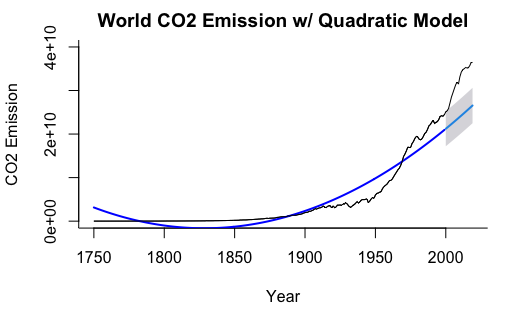 World CO2 Emission w/ Quadratic Model
CO2 Emission
4e+10
2e+10
0e+00
1750 1800 1850 1900 1950 2000
Year